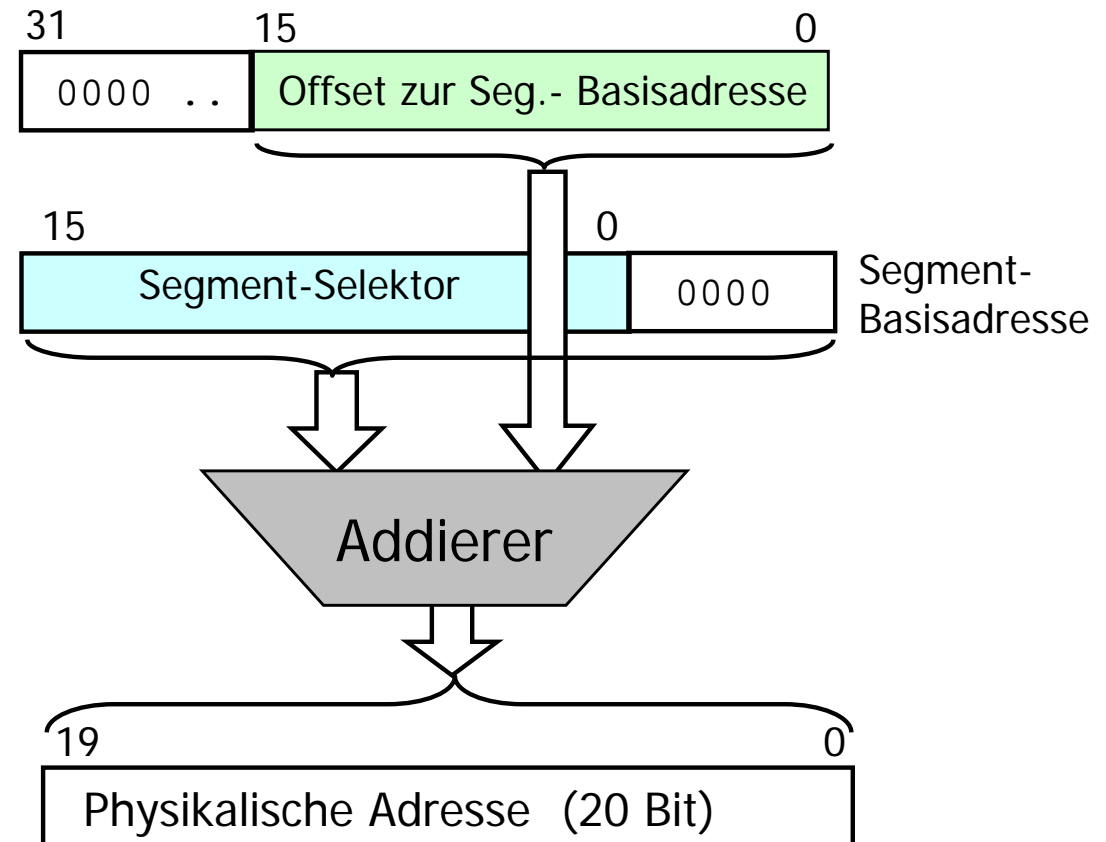 31 15 0
0000 .. Offset zur Seg.- Basisadresse
15 0
Segment-Selektor 0000
Segment-
Basisadresse
Addierer
19 0
Physikalische Adresse (20 Bit)